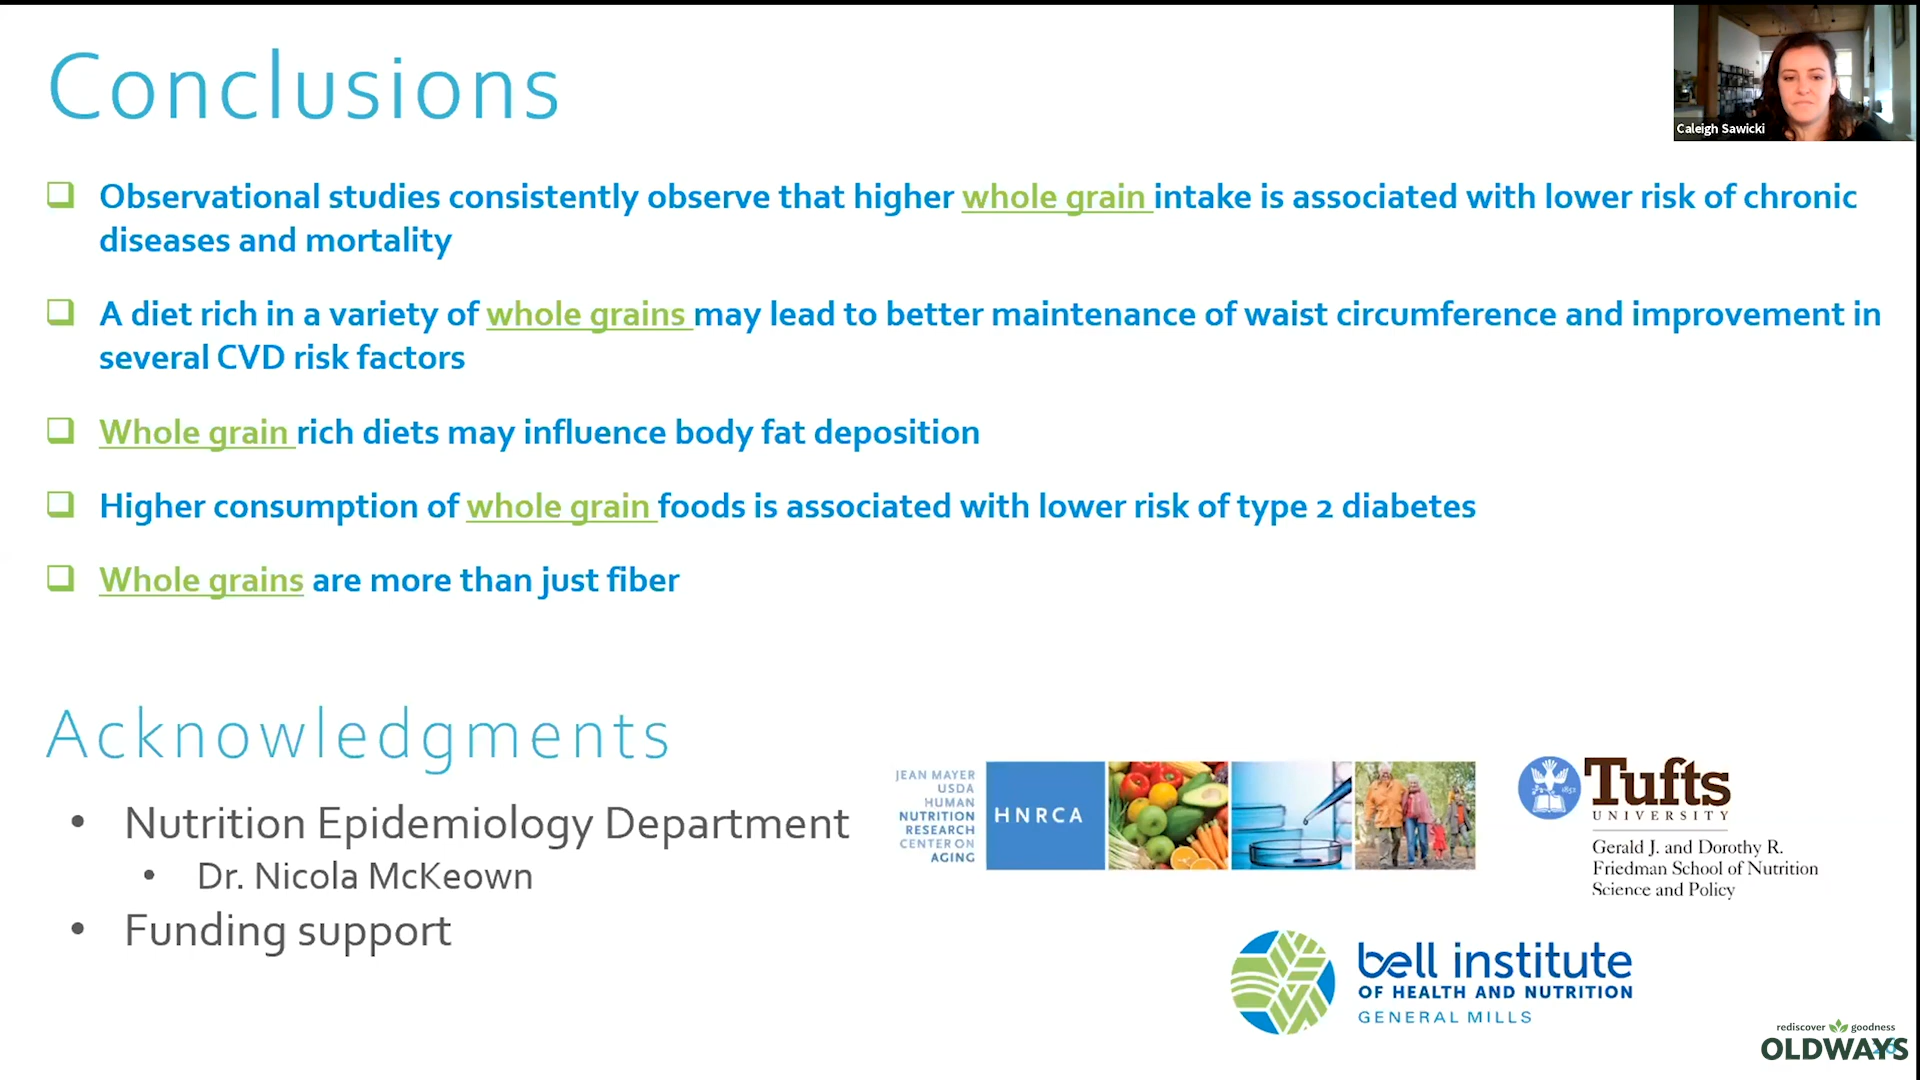 Conclusions
Caleigh Sawicki
Observational studies consistently observe that higher whole grain intake is associated with lower risk of chronic
diseases and mortality
A diet rich in a variety of whole grains may lead to better maintenance of waist circumference and improvement in
several CVD risk factors
Whole grain rich diets may influence body fat deposition
Higher consumption of whole grain foods is associated with lower risk of type 2 diabetes
Whole grains are more than just fiber
Acknowledgments
• Nutrition Epidemiology Department
• Dr. Nicola McKeown
• Funding support
JEAN MAYER
USDA
HUMAN
NUTRITION
RESEARCH
CENTER ON
AGING
HNRCA
1852
Tufts
UNIVERSITY
Gerald J. and Dorothy R.
Friedman School of Nutrition
Science and Policy
bell institute
OF HEALTH AND NUTRITION
GENERAL MILLS
rediscover goodness
OLDWAYS